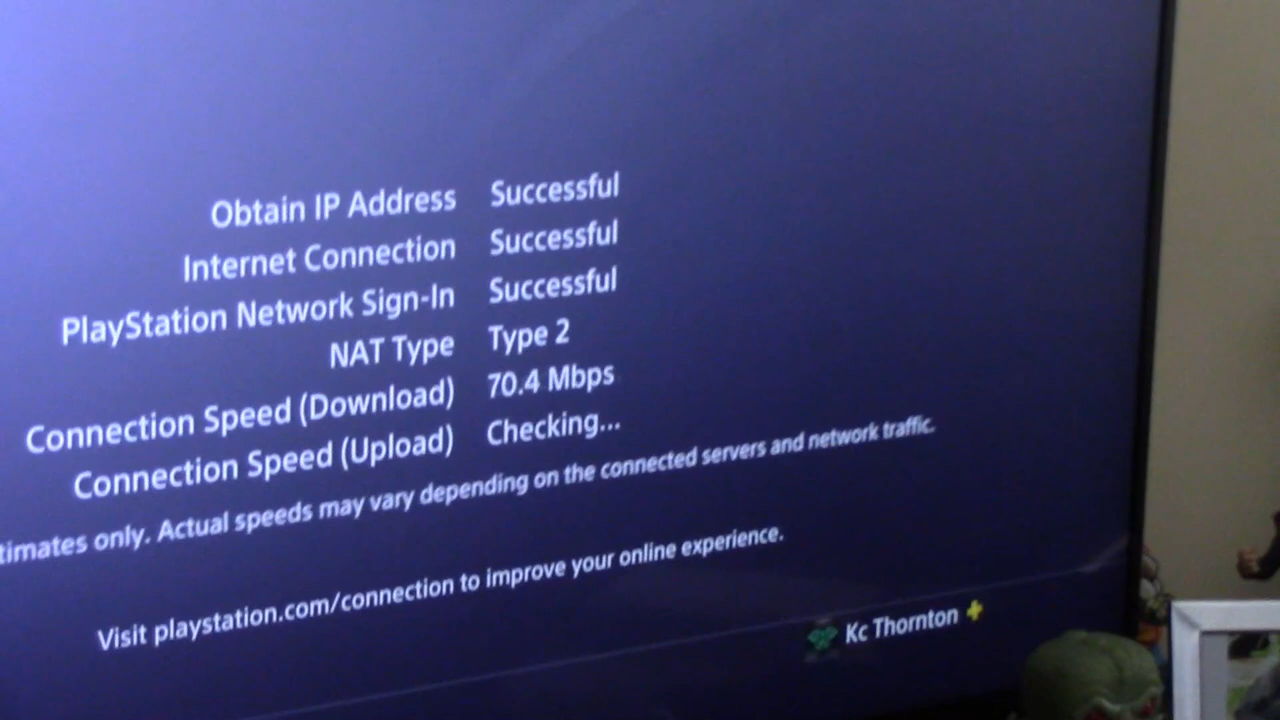 Obtain IP Address Successful
Internet Connection Successful
PlayStation Network Sign-In Successful
NAT Type Type 2
Connection Speed (Download) 70.4 Mbps
Connection Speed (Upload) Checking...
timates only. Actual speeds may vary depending on the connected servers and network traffic.
Visit playstation.com/connection to improve your online experience.
Kc Thornton